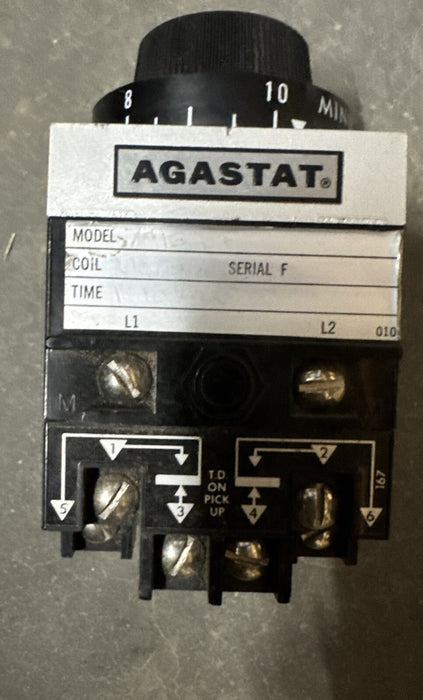 8 10 MIN
AGASTAT®
MODEL
COIL SERIAL F
TIME
L1 L2 010
M
1 2
T.D.
ON
PICK
UP
5 3 4 6
167